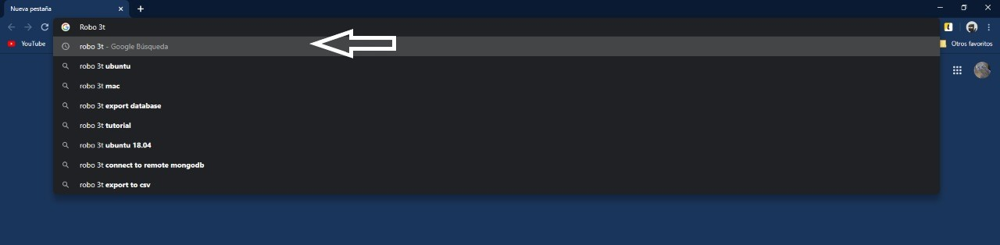 Nueva pestaña
Robo 3t
YouTube
Otros favoritos
robo 3t - Google Búsqueda
robo 3t ubuntu
robo 3t mac
robo 3t export database
robo 3t tutorial
robo 3t ubuntu 18.04
robo 3t connect to remote mongodb
robo 3t export to csv